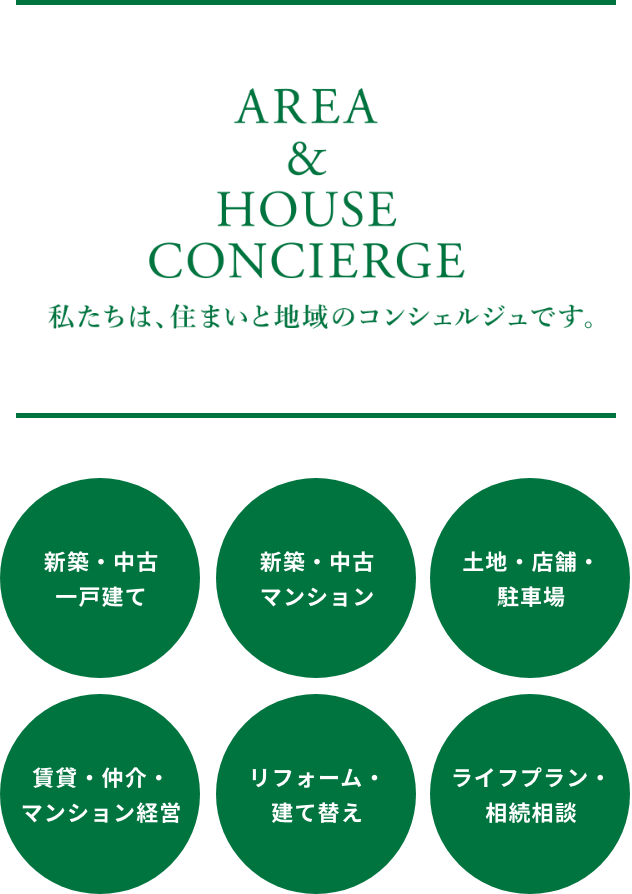 AREA
&
HOUSE
CONCIERGE
私たちは、住まいと地域のコンシェルジュです。
新築・中古
一戸建て
新築・中古
マンション
土地・店舗・
駐車場
賃貸・仲介・
マンション経営
リフォーム・
建て替え
ライフプラン・
相続相談